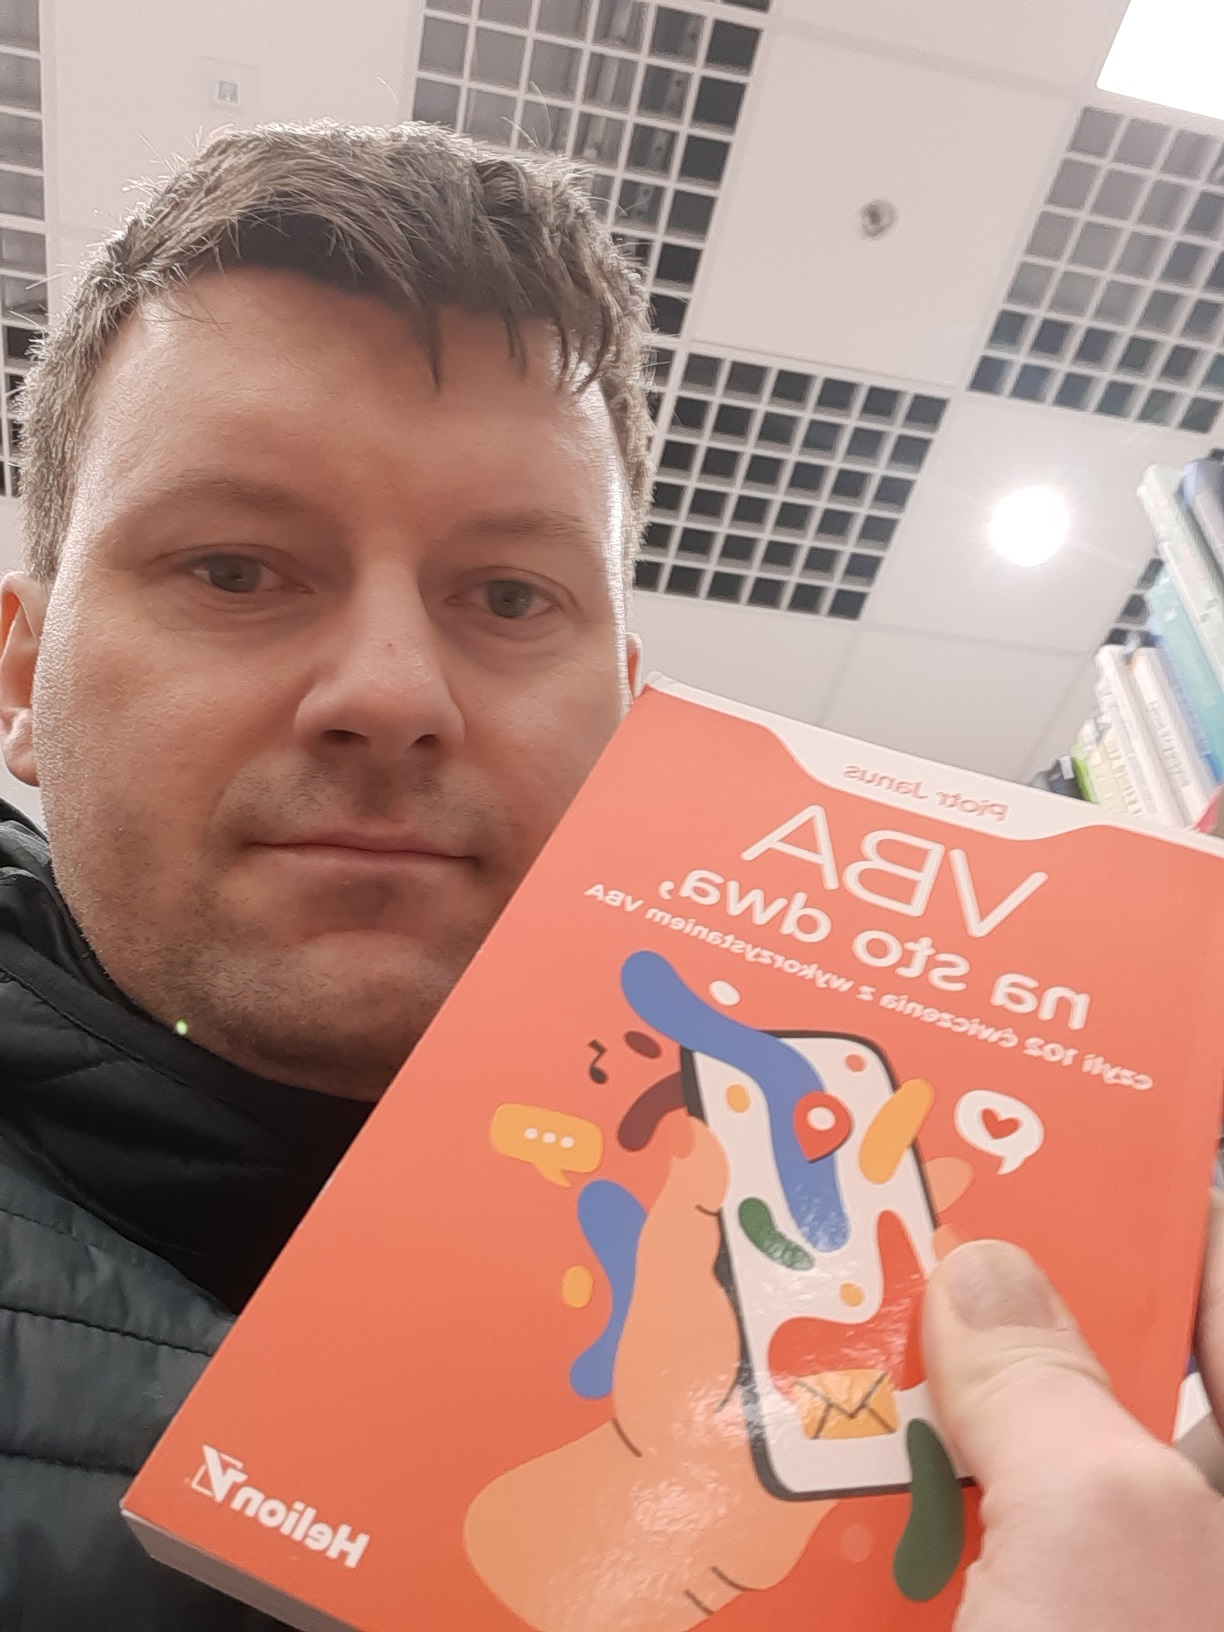 Piotr Janus
VBA
na sto dwa,
czyli 102 ćwiczenia z wykorzystaniem VBA
Helion